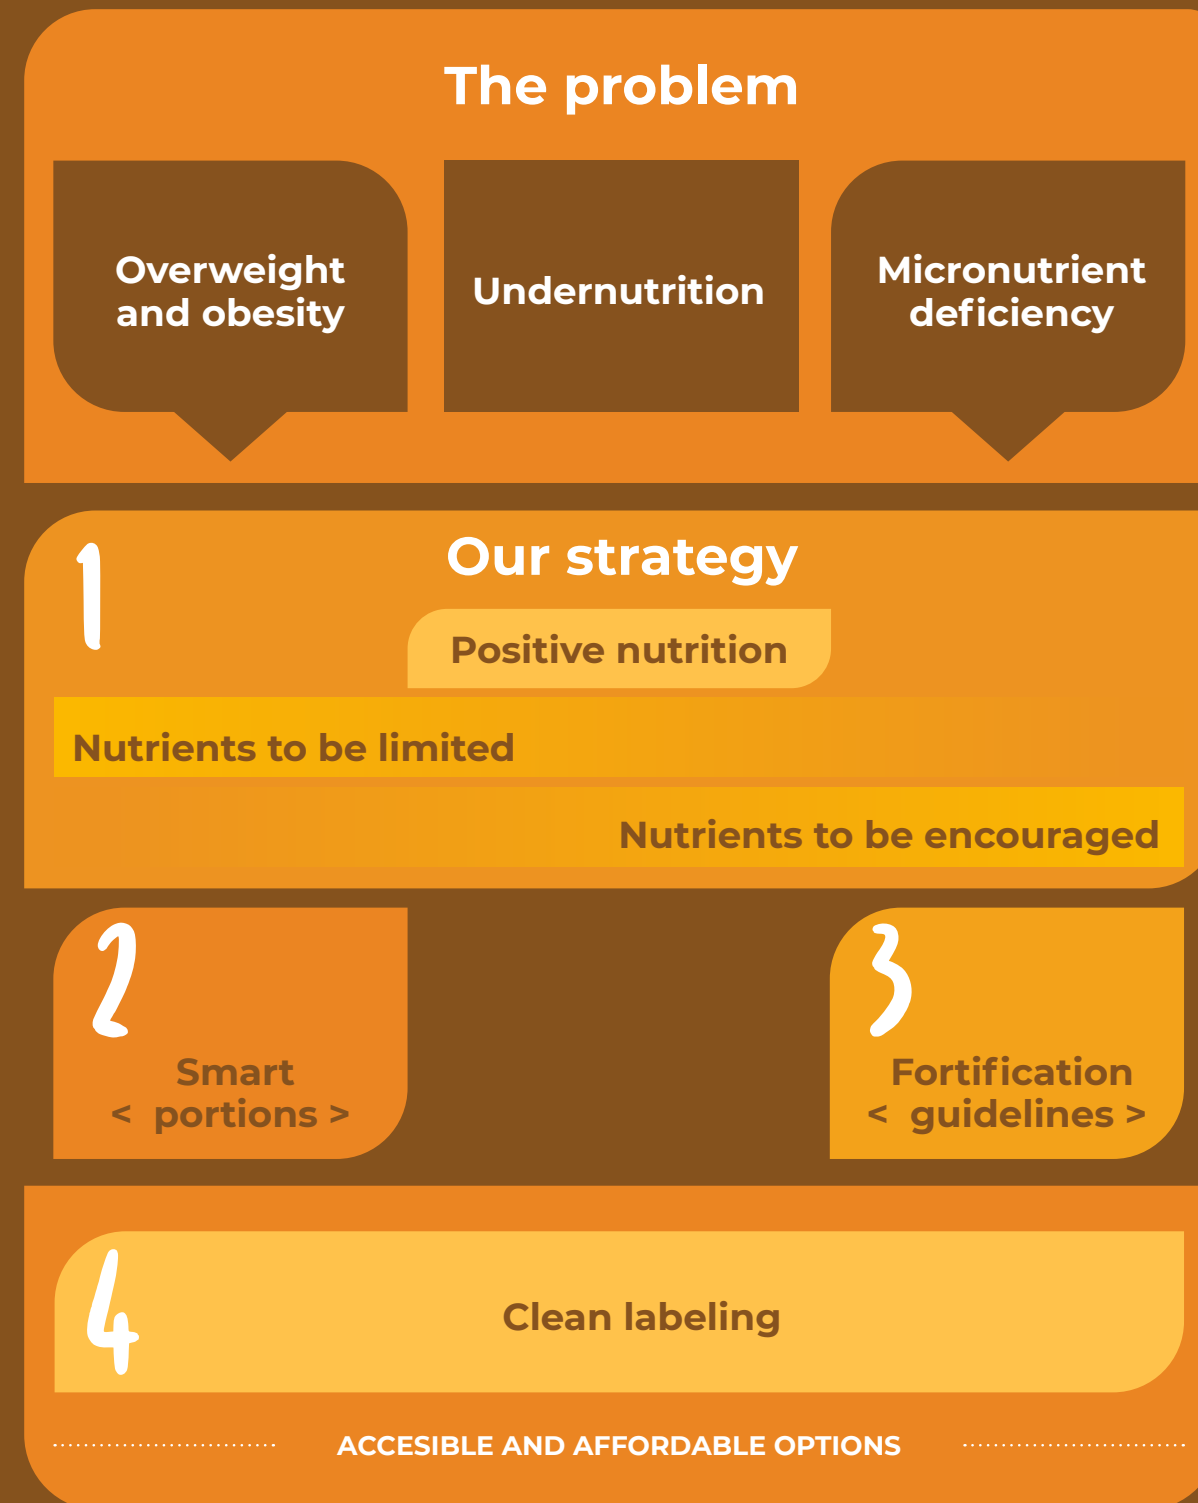 The problem
Overweight
and obesity
Undernutrition
Micronutrient
deficiency
1
Our strategy
Positive nutrition
Nutrients to be limited
Nutrients to be encouraged
2
Smart
< portions >
3
Fortification
< guidelines >
4
Clean labeling
ACCESIBLE AND AFFORDABLE OPTIONS